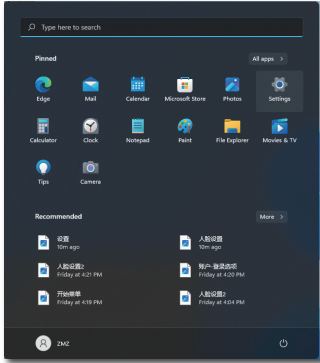 Type here to search
Pinned
All apps >
Edge
Mail
Calendar
Microsoft Store
Photos
Settings
Calculator
Clock
Notepad
Paint
File Explorer
Movies & TV
Tips
Camera
Recommended
More >
设置
10m ago
人脸设置
10m ago
人脸设置2
Friday at 4:21 PM
账户-登录选项
Friday at 4:20 PM
开始菜单
Friday at 4:19 PM
人脸设置2
Friday at 4:04 PM
ZMZ